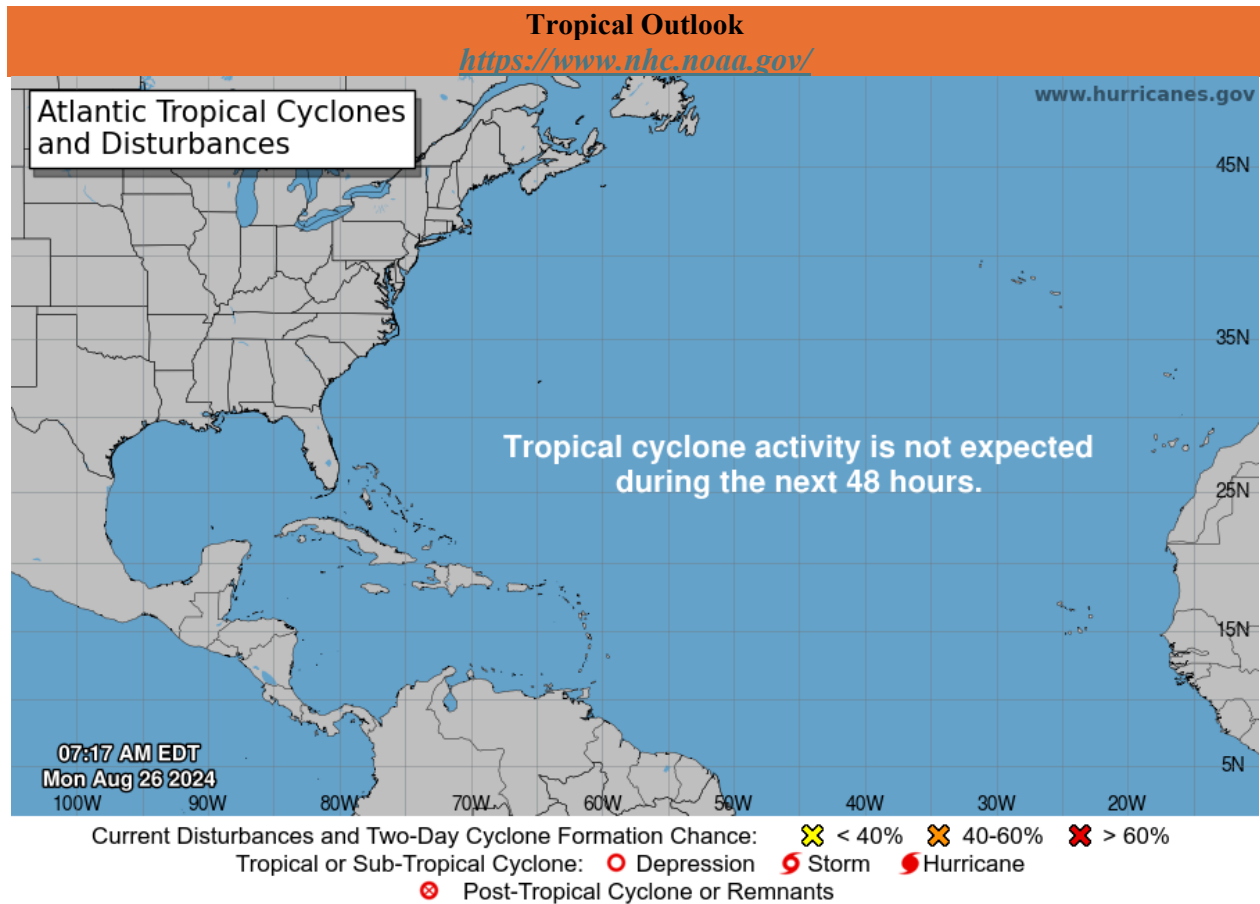 Tropical Outlook
https://www.nhc.noaa.gov/
Atlantic Tropical Cyclones
and Disturbances
www.hurricanes.gov
45N
35N
Tropical cyclone activity is not expected
during the next 48 hours.
25N
15N
07:17 AM EDT
Mon Aug 26 2024
5N
100W 90W 80W 70W 60W 50W 40W 30W 20W
Current Disturbances and Two-Day Cyclone Formation Chance: < 40% 40-60% > 60%
Tropical or Sub-Tropical Cyclone: Depression Storm Hurricane
Post-Tropical Cyclone or Remnants